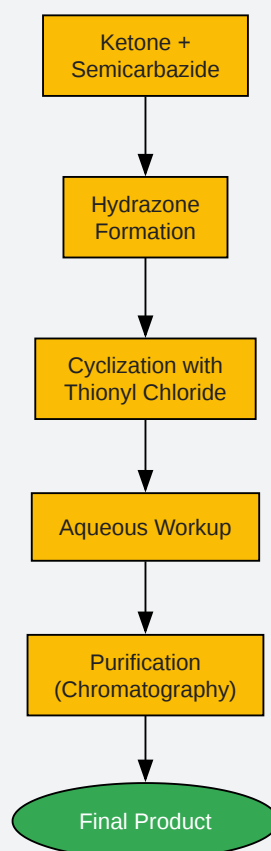 Ketone +
Semicarbazide
Hydrazone
Formation
Cyclization with
Thionyl Chloride
Aqueous Workup
Purification
(Chromatography)
Final Product